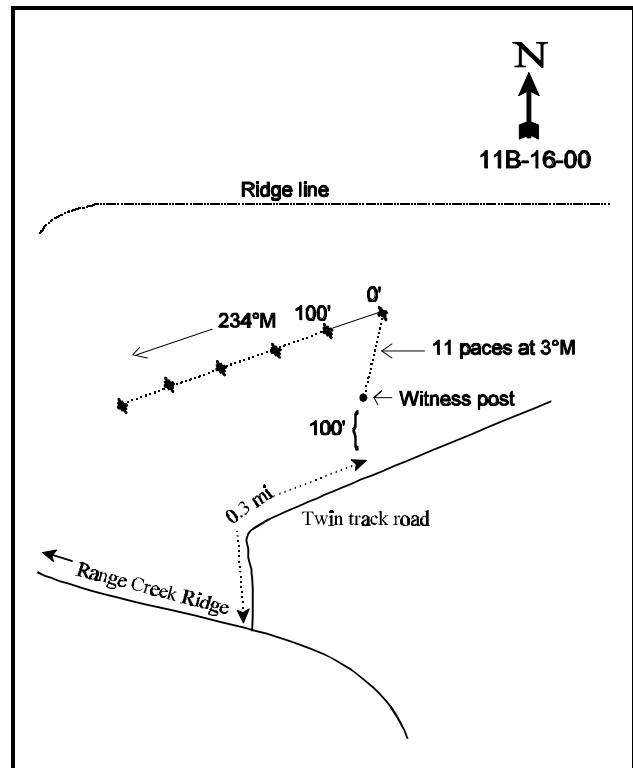 N
11B-16-00
Ridge line
0'
100'
234°M
11 paces at 3°M
Witness post
100'
0.3 mi
Twin track road
Range Creek Ridge